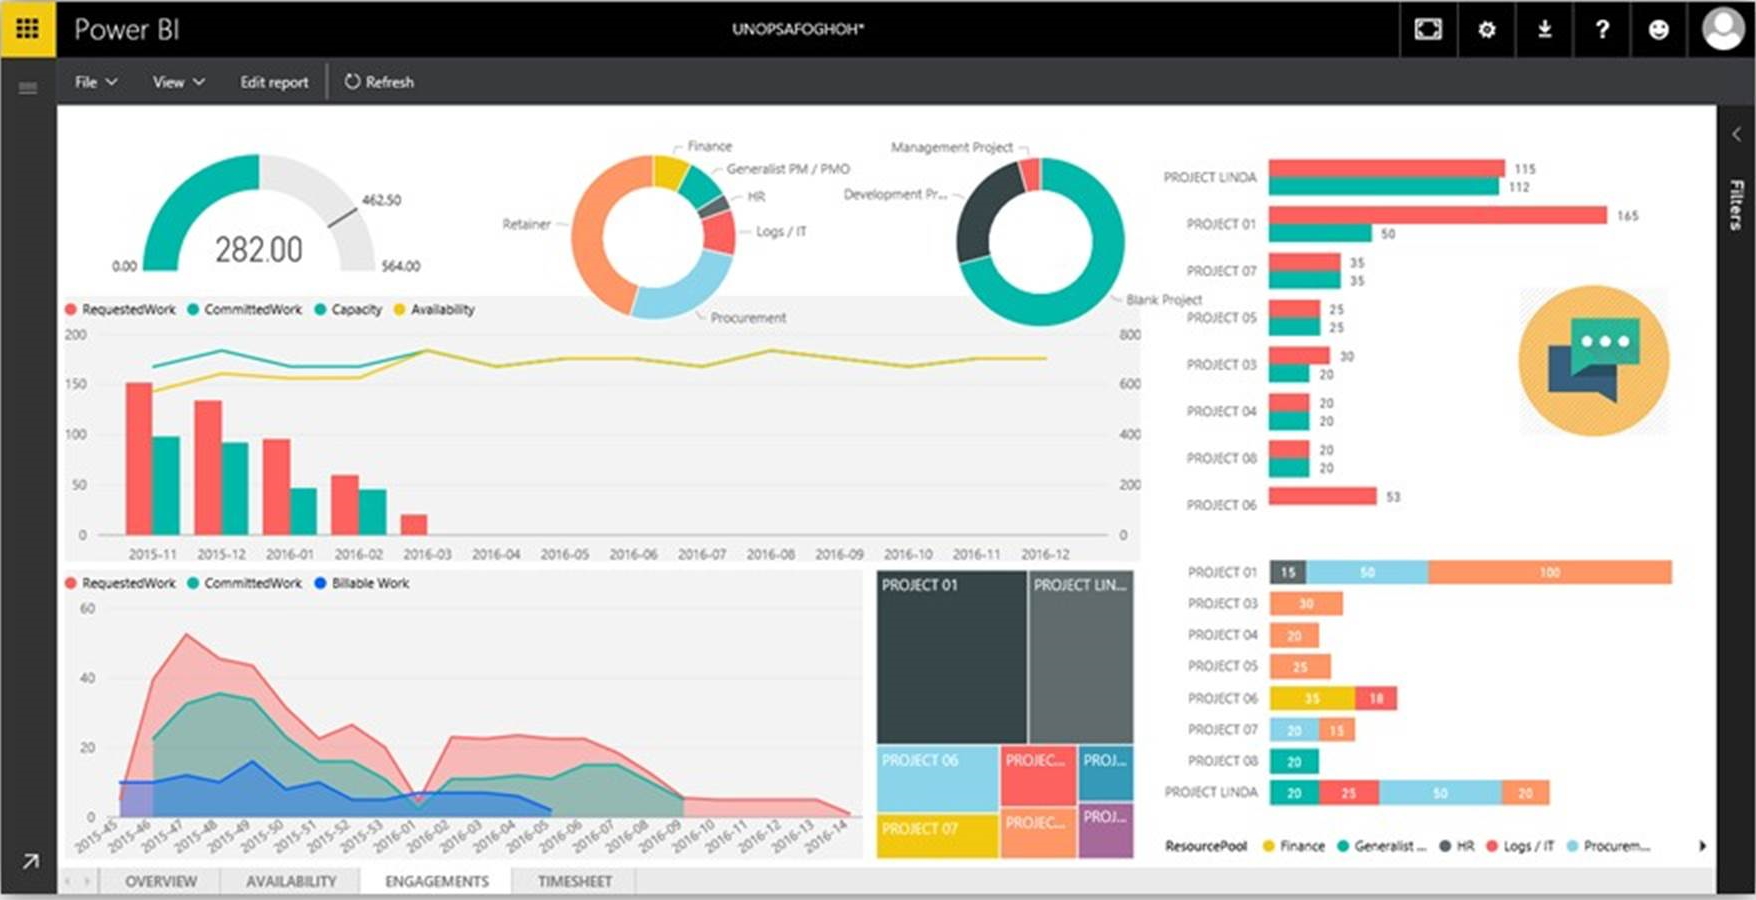 Power BI
UNOPSAFOGHOH*
?
File
View
Edit report
Refresh
Filters
0.00
282.00
462.50
564.00
Finance
Generalist PM / PMO
HR
Logs / IT
Procurement
Retainer
Management Project
Development Pr...
Blank Project
PROJECT LINDA 115
112
PROJECT 01 165
50
PROJECT 07 35
35
PROJECT 05 25
25
PROJECT 03 30
20
PROJECT 04 20
20
PROJECT 08 20
20
PROJECT 06 53
RequestedWork CommittedWork Capacity Availability
200 800
150 600
100 400
50 200
0 0
2015-11 2015-12 2016-01 2016-02 2016-03 2016-04 2016-05 2016-06 2016-07 2016-08 2016-09 2016-10 2016-11 2016-12
RequestedWork CommittedWork Billable Work
60
40
20
0
2015-45 2015-46 2015-47 2015-48 2015-49 2015-50 2015-51 2015-52 2015-53 2016-01 2016-02 2016-03 2016-04 2016-05 2016-06 2016-07 2016-08 2016-09 2016-10 2016-11 2016-12 2016-13 2016-14
PROJECT 01
PROJECT LIN...
PROJECT 06
PROJEC...
PROJ...
PROJECT 07
PROJEC...
PROJ...
PROJECT 01 15 50 100
PROJECT 03 30
PROJECT 04 20
PROJECT 05 25
PROJECT 06 35 18
PROJECT 07 20 15
PROJECT 08 20
PROJECT LINDA 20 25 50 20
ResourcePool Finance Generalist ... HR Logs / IT Procurem...
OVERVIEW
AVAILABILITY
ENGAGEMENTS
TIMESHEET